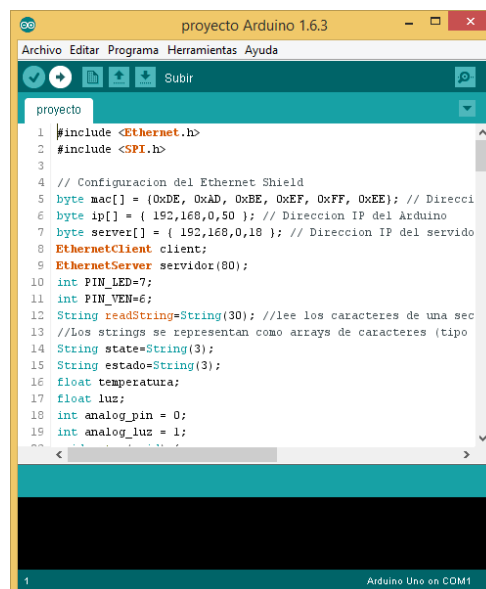 proyecto Arduino 1.6.3
Archivo Editar Programa Herramientas Ayuda
Subir
proyecto
1 #include <Ethernet.h>
2 #include <SPI.h>
3
4 // Configuracion del Ethernet Shield
5 byte mac[] = {0xDE, 0xAD, 0xBE, 0xEF, 0xFF, 0xEE}; // Direcci
6 byte ip[] = { 192,168,0,50 }; // Direccion IP del Arduino
7 byte server[] = { 192,168,0,18 }; // Direccion IP del servido
8 EthernetClient client;
9 EthernetServer servidor(80);
10 int PIN_LED=7;
11 int PIN_VEN=6;
12 String readString=String(30); //lee los caracteres de una sec
13 //Los strings se representan como arrays de caracteres (tipo
14 String state=String(3);
15 String estado=String(3);
16 float temperatura;
17 float luz;
18 int analog_pin = 0;
19 int analog_luz = 1;
1 Arduino Uno on COM1